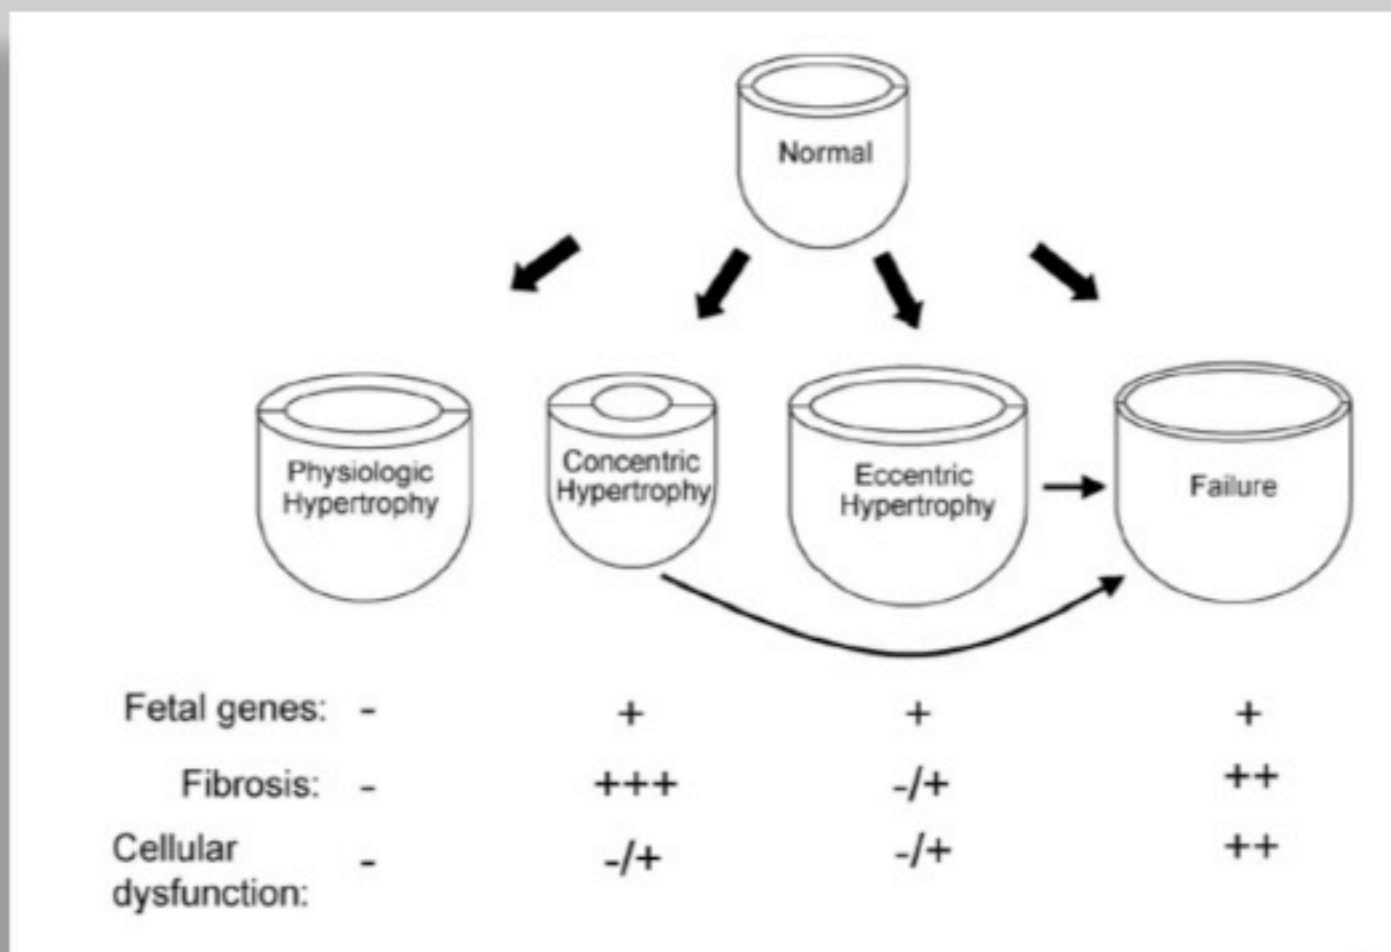 Normal
Physiologic
Hypertrophy
Concentric
Hypertrophy
Eccentric
Hypertrophy
Failure
Fetal genes: - + + +
Fibrosis: - +++ -/+ ++
Cellular
dysfunction: - -/+ -/+ ++